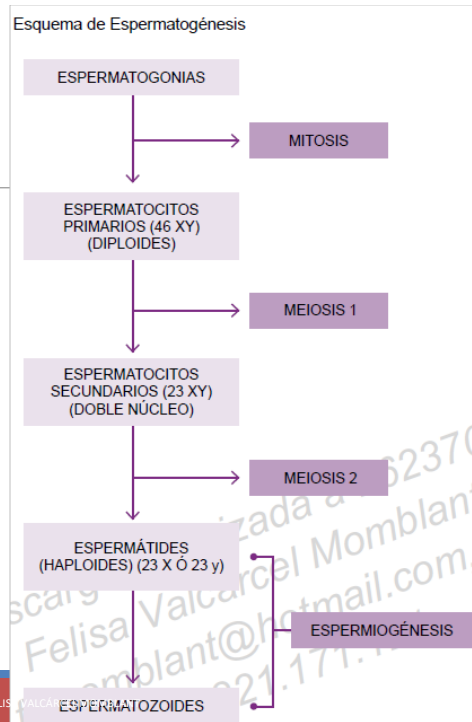 Esquema de Espermatogénesis
ESPERMATOGONIAS
MITOSIS
ESPERMATOCITOS
PRIMARIOS (46 XY)
(DIPLOIDES)
MEIOSIS 1
ESPERMATOCITOS
SECUNDARIOS (23 XY)
(DOBLE NÚCLEO)
MEIOSIS 2
ESPERMÁTIDES
(HAPLOIDES) (23 X Ó 23 y)
ESPERMIOGÉNESIS
ESPERMATOZOIDES
Felisa Valcarcel Momblant